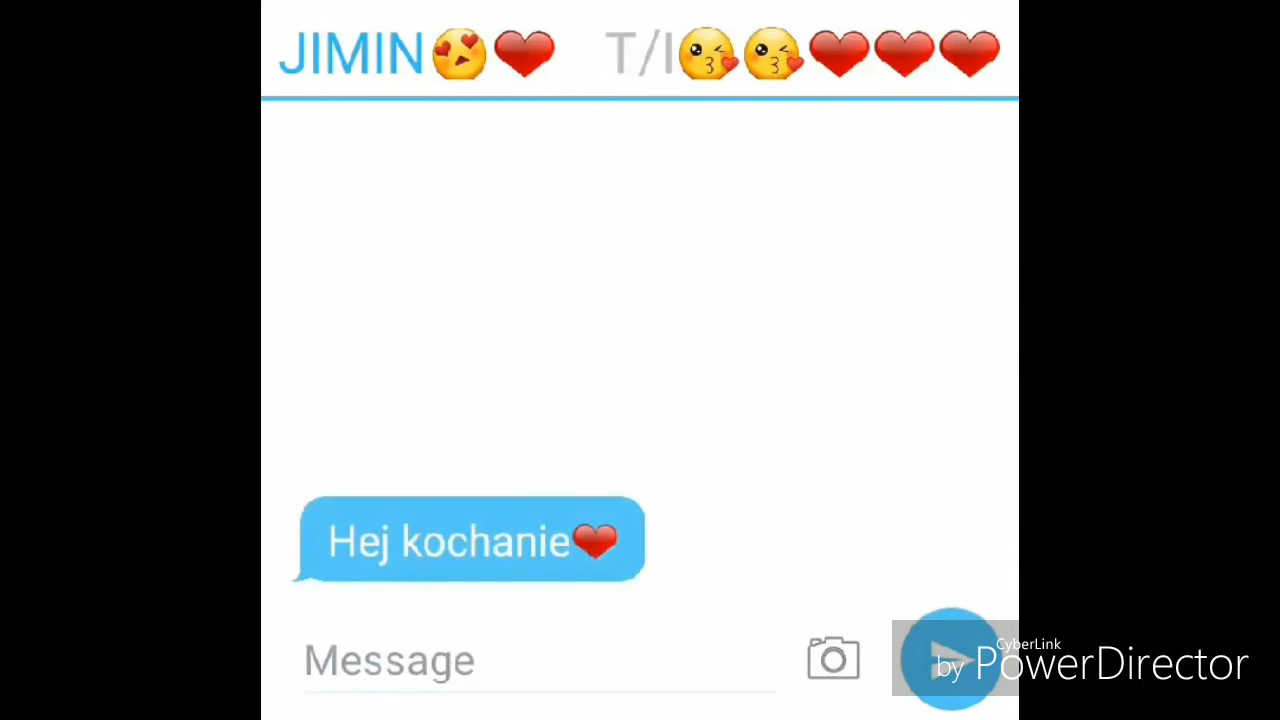 JIMIN😍❤ T/I😘😘❤❤❤
Hej kochanie❤
Message
CyberLink
by PowerDirector